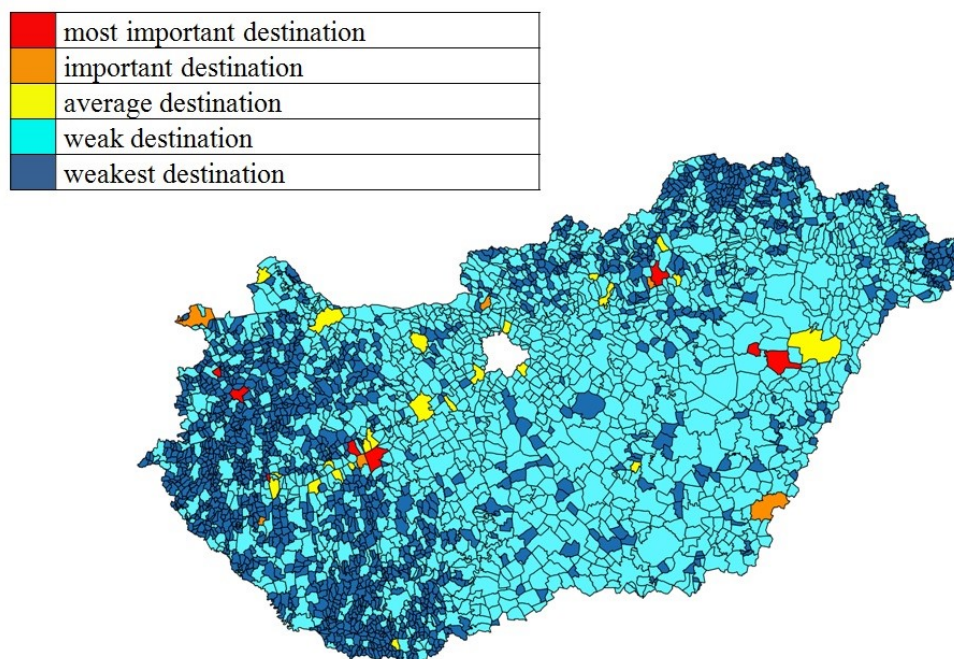 most important destination
important destination
average destination
weak destination
weakest destination